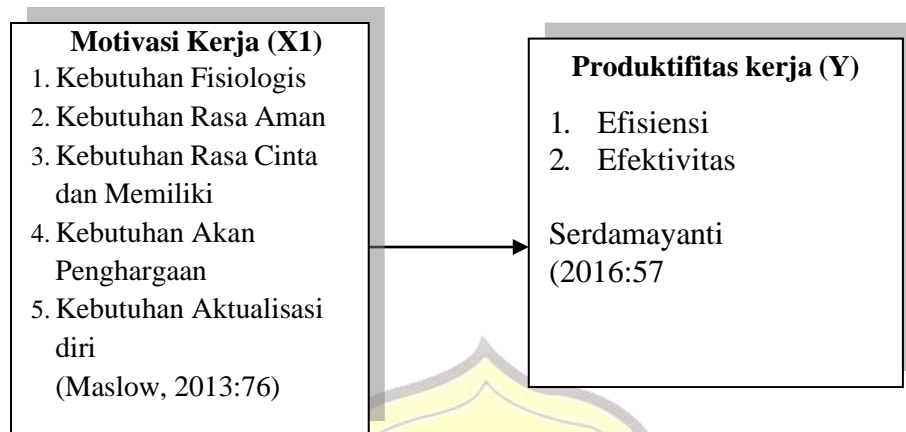 Motivasi Kerja (X1)
1. Kebutuhan Fisiologis
2. Kebutuhan Rasa Aman
3. Kebutuhan Rasa Cinta
dan Memiliki
4. Kebutuhan Akan
Penghargaan
5. Kebutuhan Aktualisasi
diri
(Maslow, 2013:76)
Produktifitas kerja (Y)
1. Efisiensi
2. Efektivitas
Serdamayanti
(2016:57